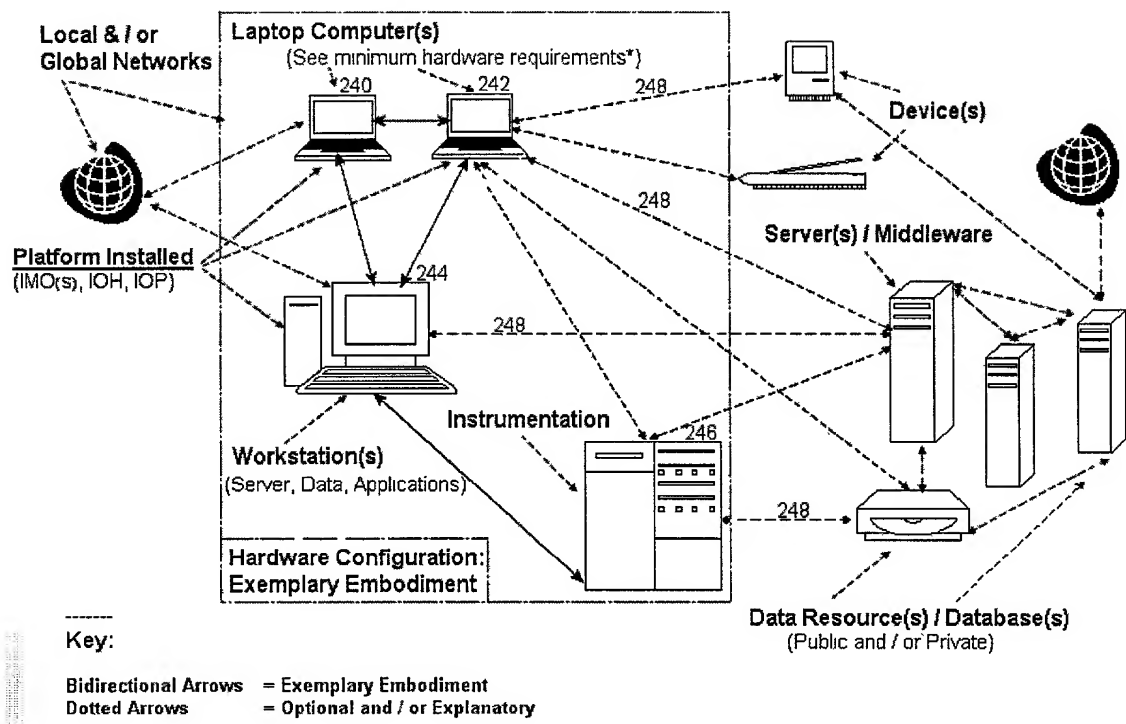 Local & / or
Global Networks
Laptop Computer(s)
(See minimum hardware requirements*)
240
242
248
Device(s)
248
Platform Installed
(IMO(s), IOH, IOP)
244
Server(s) / Middleware
248
Instrumentation
246
Workstation(s)
(Server, Data, Applications)
248
Hardware Configuration:
Exemplary Embodiment
Data Resource(s) / Database(s)
(Public and / or Private)
Key:
Bidirectional Arrows = Exemplary Embodiment
Dotted Arrows = Optional and / or Explanatory